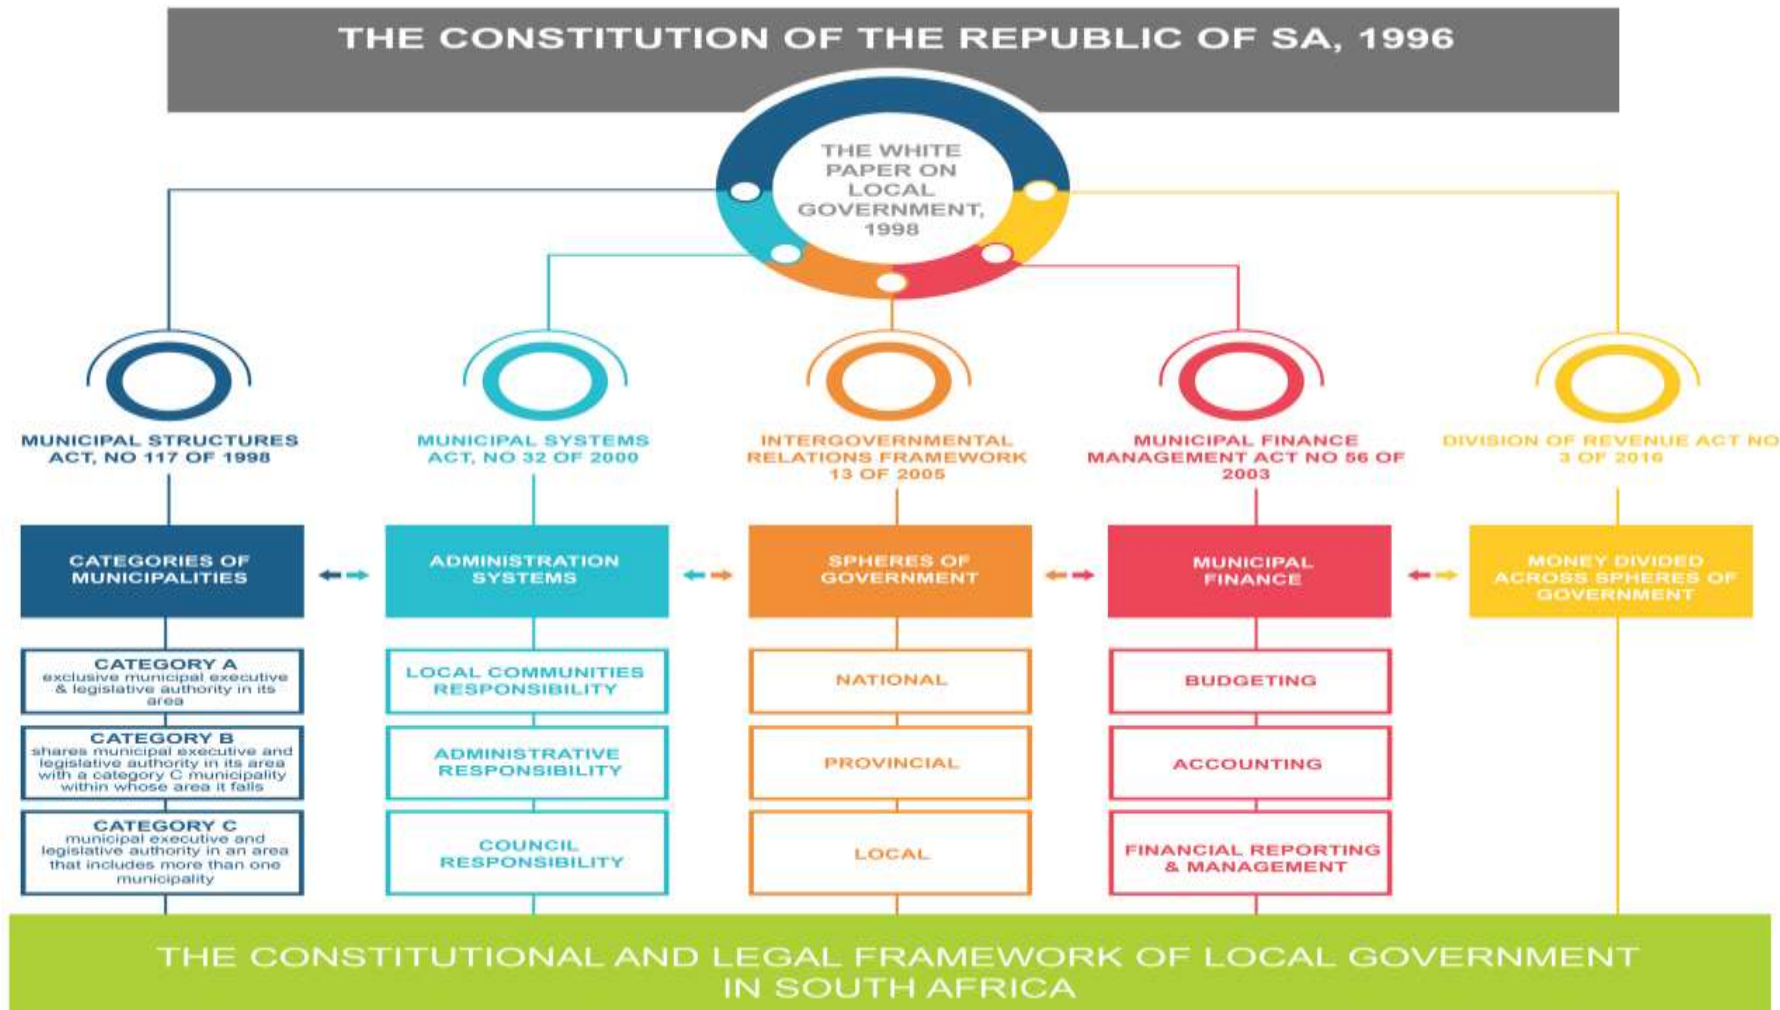 THE CONSTITUTION OF THE REPUBLIC OF SA, 1996
THE WHITE
PAPER ON
LOCAL
GOVERNMENT,
1998
MUNICIPAL STRUCTURES
ACT, NO 117 OF 1998
MUNICIPAL SYSTEMS
ACT, NO 32 OF 2000
INTERGOVERNMENTAL
RELATIONS FRAMEWORK
13 OF 2005
MUNICIPAL FINANCE
MANAGEMENT ACT NO 56 OF
2003
DIVISION OF REVENUE ACT NO
3 OF 2016
CATEGORIES OF
MUNICIPALITIES
ADMINISTRATION
SYSTEMS
SPHERES OF
GOVERNMENT
MUNICIPAL
FINANCE
MONEY DIVIDED
ACROSS SPHERES OF
GOVERNMENT
CATEGORY A
exclusive municipal executive
& legislative authority in its
area
CATEGORY B
shares municipal executive and
legislative authority in its area
with a category C municipality
within whose area it falls
CATEGORY C
municipal executive and
legislative authority in an area
that includes more than one
municipality
LOCAL COMMUNITIES
RESPONSIBILITY
ADMINISTRATIVE
RESPONSIBILITY
COUNCIL
RESPONSIBILITY
NATIONAL
PROVINCIAL
LOCAL
BUDGETING
ACCOUNTING
FINANCIAL REPORTING
& MANAGEMENT
THE CONSTITUTIONAL AND LEGAL FRAMEWORK OF LOCAL GOVERNMENT
IN SOUTH AFRICA